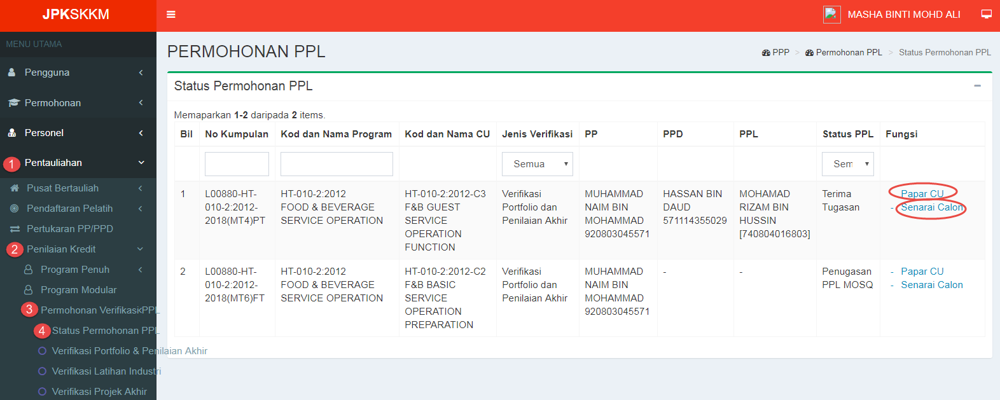 JPKSKKM
MASHA BINTI MOHD ALI
MENU UTAMA
Pengguna
Permohonan
Personel
1 Pentauliahan
Pusat Bertauliah
Pendaftaran Pelatih
Pertukaran PP/PPD
2 Penilaian Kredit
Program Penuh
Program Modular
3 Permohonan Verifikasi PPL
4 Status Permohonan PPL
Verifikasi Portfolio & Penilaian Akhir
Verifikasi Latihan Industri
Verifikasi Projek Akhir
PERMOHONAN PPL
PPP > Permohonan PPL > Status Permohonan PPL
Status Permohonan PPL
Memaparkan 1-2 daripada 2 items.
Bil No Kumpulan Kod dan Nama Program Kod dan Nama CU Jenis Verifikasi PP PPD PPL Status PPL Fungsi
Semua Sem
1 L00880-HT- HT-010-2:2012 HT-010-2:2012-C3 Verifikasi MUHAMMAD HASSAN BIN MOHAMAD Terima Papar CU
010-2:2012- FOOD & BEVERAGE F&B GUEST Portfolio dan NAIM BIN DAUD RIZAM BIN Tugasan - Senarai Calon
2018(MT4)PT SERVICE OPERATION SERVICE Penilaian Akhir MOHAMMAD 571114355029 HUSSIN
OPERATION 920803045571 [740804016803]
FUNCTION
2 L00880-HT- HT-010-2:2012 HT-010-2:2012-C2 Verifikasi MUHAMMAD - - Penugasan - Papar CU
010-2:2012- FOOD & BEVERAGE F&B BASIC Portfolio dan NAIM BIN PPL MOSQ - Senarai Calon
2018(MT6)FT SERVICE OPERATION SERVICE Penilaian Akhir MOHAMMAD
OPERATION 920803045571
PREPARATION